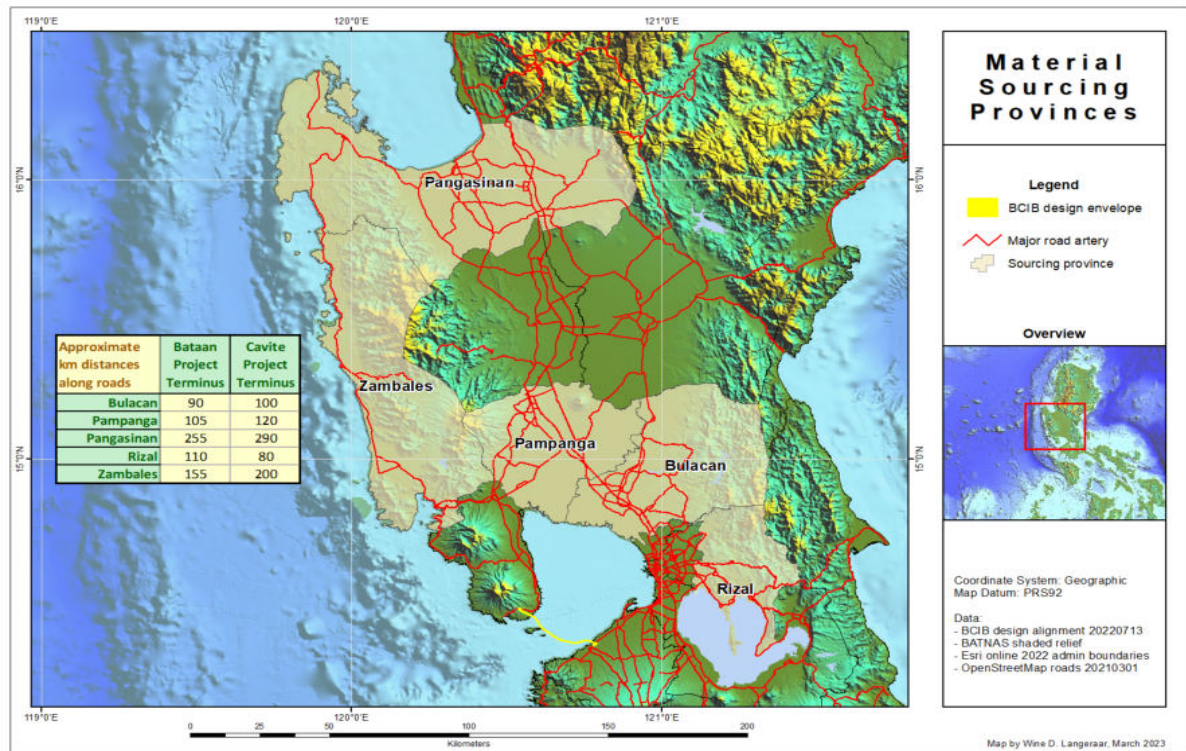 119°0'E
120°0'E
121°0'E
16°0'N
16°0'N
15°0'N
15°0'N
Pangasinan
Zambales
Pampanga
Bulacan
Rizal
Approximate km distances along roads | Bataan Project Terminus | Cavite Project Terminus
Bulacan 90 100
Pampanga 105 120
Pangasinan 255 290
Rizal 110 80
Zambales 155 200
119°0'E
120°0'E
121°0'E
0 25 50 100 150 200
Kilometers
Material
Sourcing
Provinces
Legend
BCIB design envelope
Major road artery
Sourcing province
Overview
Coordinate System: Geographic
Map Datum: PRS92
Data:
- BCIB design alignment 20220713
- BATNAS shaded relief
- Esri online 2022 admin boundaries
- OpenStreetMap roads 20210301
Map by Wine D. Langeraar, March 2023